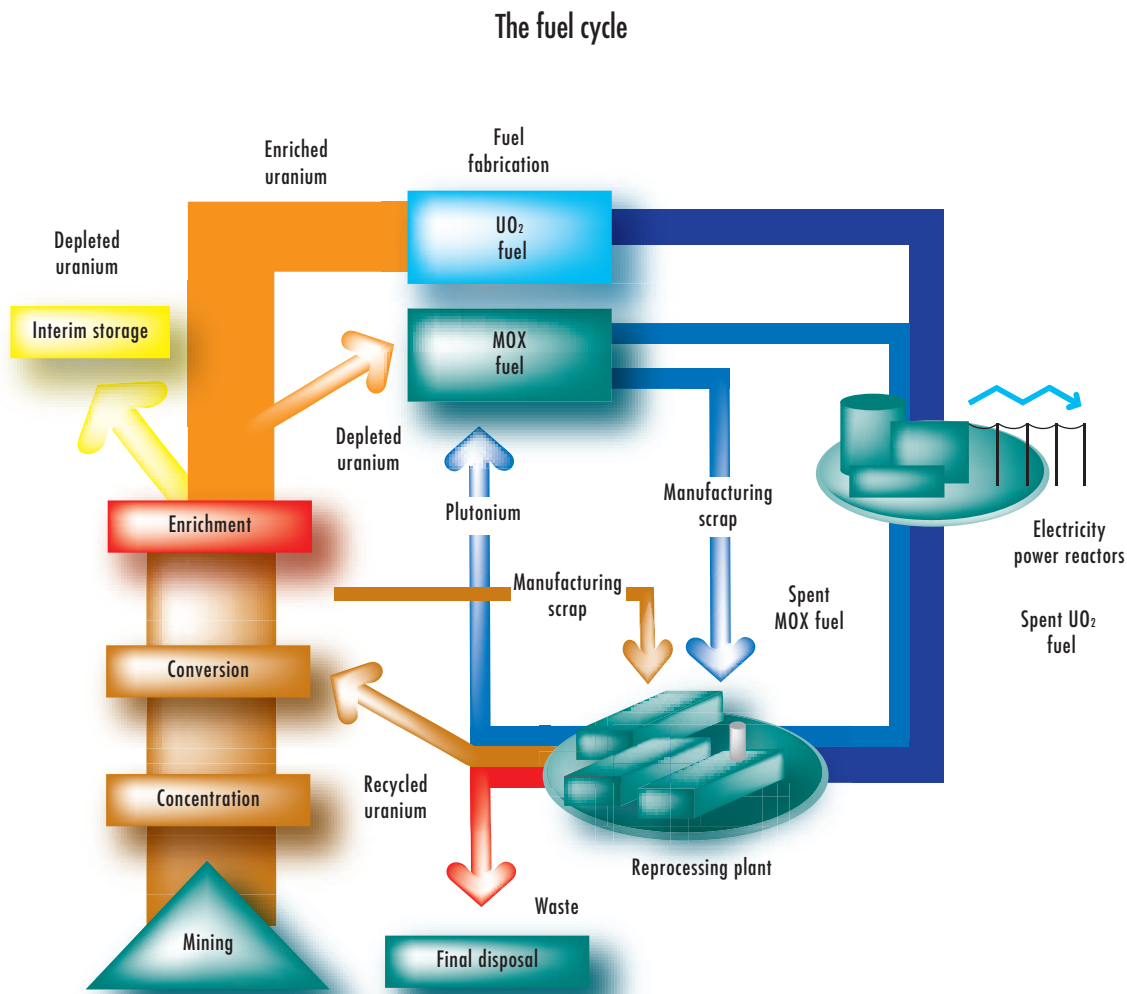 The fuel cycle
Fuel
fabrication
Enriched
uranium
UO₂
fuel
Depleted
uranium
Interim storage
MOX
fuel
Depleted
uranium
Plutonium
Manufacturing
scrap
Enrichment
Electricity
power reactors
Manufacturing
scrap
Spent
MOX fuel
Spent UO₂
fuel
Conversion
Recycled
uranium
Concentration
Reprocessing plant
Waste
Mining
Final disposal